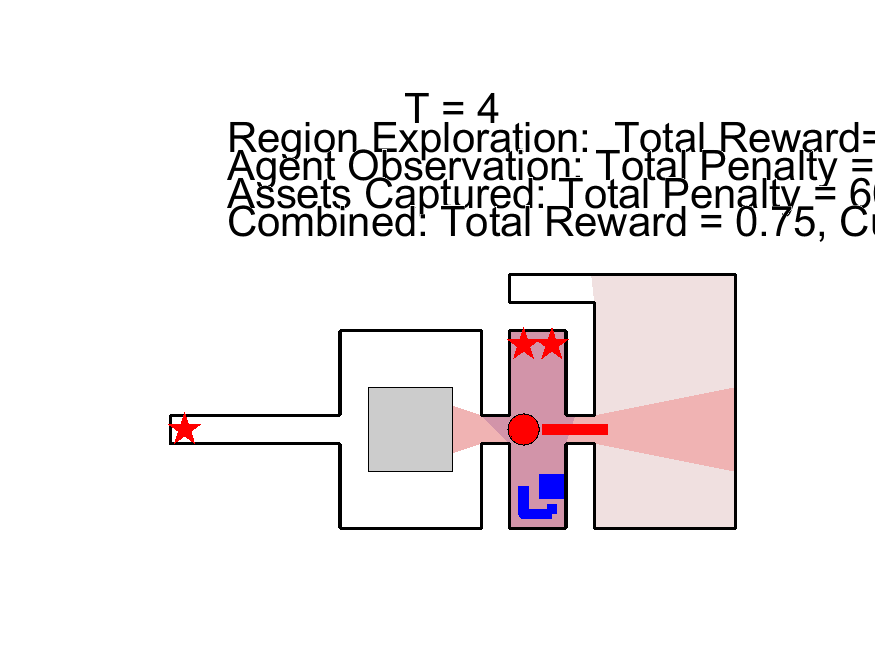 T = 4
Region Exploration:  Total Reward=
Agent Observation: Total Penalty =
Assets Captured: Total Penalty = 6
Combined: Total Reward = 0.75, Cu